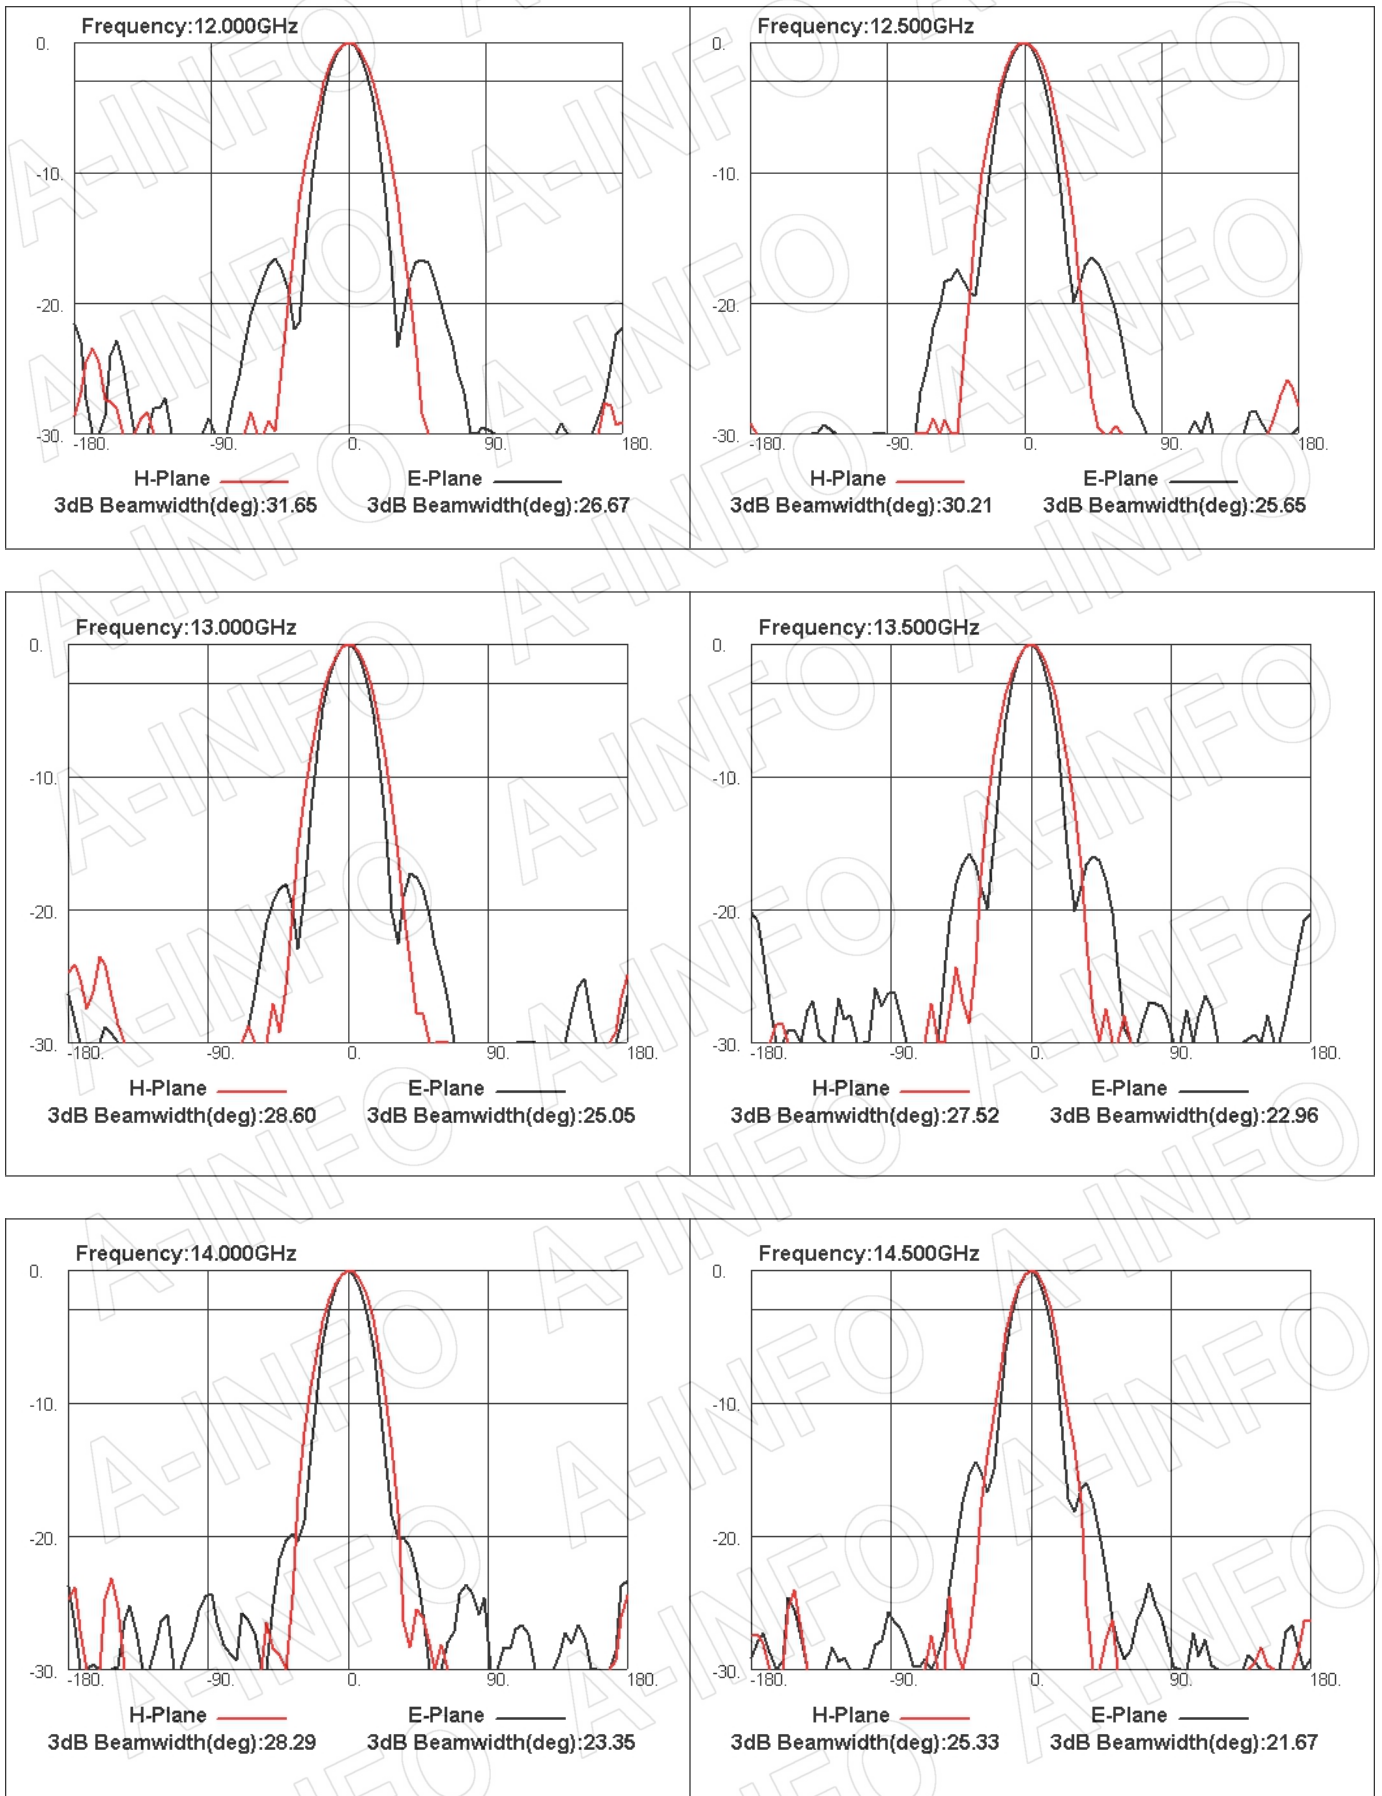 Frequency:12.000GHz Frequency:12.500GHz
0. 0.
-10. -10.
-20. -20.
-30. -180. -90. 0. 90. 180. -30. -180. -90. 0. 90. 180.
H-Plane E-Plane H-Plane E-Plane
3dB Beamwidth(deg):31.65 3dB Beamwidth(deg):26.67 3dB Beamwidth(deg):30.21 3dB Beamwidth(deg):25.65
Frequency:13.000GHz Frequency:13.500GHz
0. 0.
-10. -10.
-20. -20.
-30. -180. -90. 0. 90. 180. -30. -180. -90. 0. 90. 180.
H-Plane E-Plane H-Plane E-Plane
3dB Beamwidth(deg):28.60 3dB Beamwidth(deg):25.05 3dB Beamwidth(deg):27.52 3dB Beamwidth(deg):22.96
Frequency:14.000GHz Frequency:14.500GHz
0. 0.
-10. -10.
-20. -20.
-30. -180. -90. 0. 90. 180. -30. -180. -90. 0. 90. 180.
H-Plane E-Plane H-Plane E-Plane
3dB Beamwidth(deg):28.29 3dB Beamwidth(deg):23.35 3dB Beamwidth(deg):25.33 3dB Beamwidth(deg):21.67
A-INFO